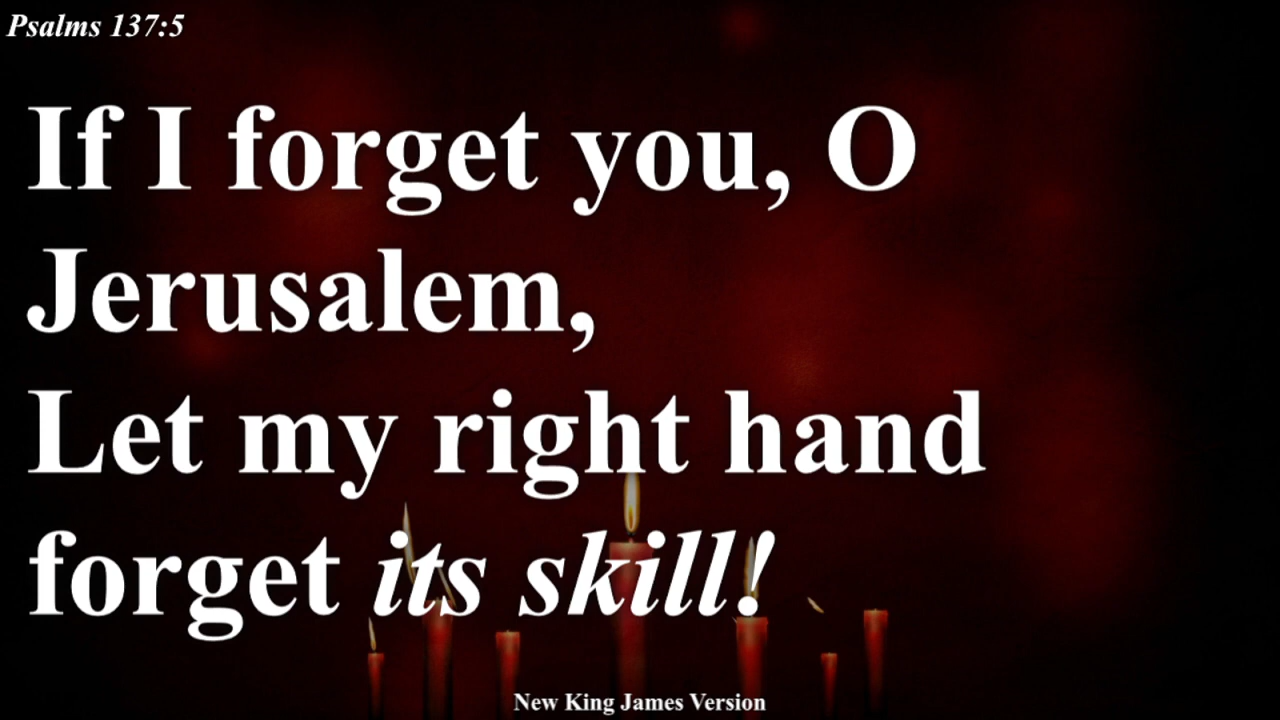 Psalms 137:5
If I forget you, O
Jerusalem,
Let my right hand
forget its skill!
New King James Version